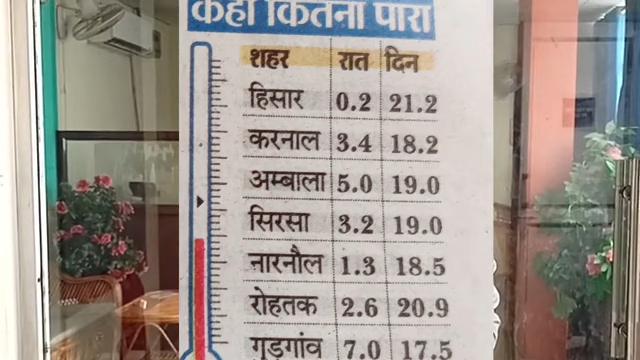 कहां कितना पारा
शहर रात दिन
हिसार 0.2 21.2
करनाल 3.4 18.2
अम्बाला 5.0 19.0
सिरसा 3.2 19.0
नारनौल 1.3 18.5
रोहतक 2.6 20.9
गुड़गांव 7.0 17.5